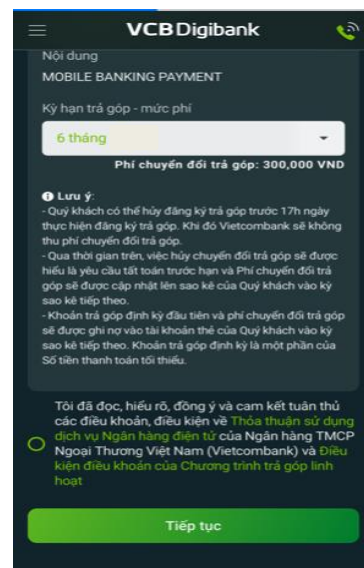 VCB Digibank
Nội dung
MOBILE BANKING PAYMENT
Kỳ hạn trả góp - mức phí
6 tháng
Phí chuyển đổi trả góp: 300,000 VND
Lưu ý:
- Quý khách có thể hủy đăng ký trả góp trước 17h ngày
thực hiện đăng ký trả góp. Khi đó Vietcombank sẽ không
thu phí chuyển đổi trả góp.
- Qua thời gian trên, việc hủy chuyển đổi trả góp sẽ được
hiểu là yêu cầu tất toán trước hạn và Phí chuyển đổi trả
góp sẽ được cập nhật lên sao kê của Quý khách vào kỳ
sao kê tiếp theo.
- Khoản trả góp định kỳ đầu tiên và phí chuyển đổi trả góp
sẽ được ghi nợ vào tài khoản thẻ của Quý khách vào kỳ
sao kê tiếp theo. Khoản trả góp định kỳ là một phần của
Số tiền thanh toán tối thiểu.
Tôi đã đọc, hiểu rõ, đồng ý và cam kết tuân thủ
các điều khoản, điều kiện về Thỏa thuận sử dụng
dịch vụ Ngân hàng điện tử của Ngân hàng TMCP
Ngoại Thương Việt Nam (Vietcombank) và Điều
kiện điều khoản của Chương trình trả góp linh
hoạt
Tiếp tục